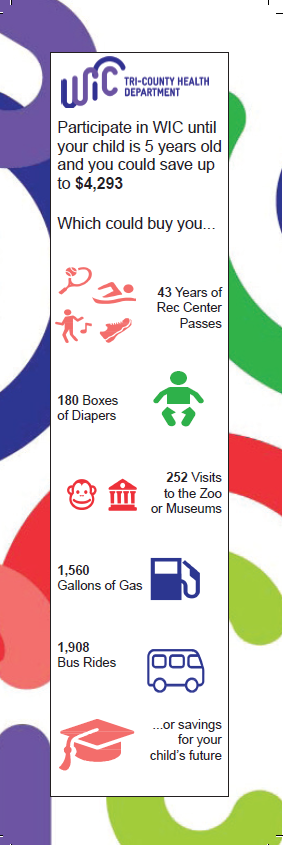 WIC TRI-COUNTY HEALTH
DEPARTMENT
Participate in WIC until
your child is 5 years old
and you could save up
to $4,293
Which could buy you...
43 Years of
Rec Center
Passes
180 Boxes
of Diapers
252 Visits
to the Zoo
or Museums
1,560
Gallons of Gas
1,908
Bus Rides
...or savings
for your
child's future